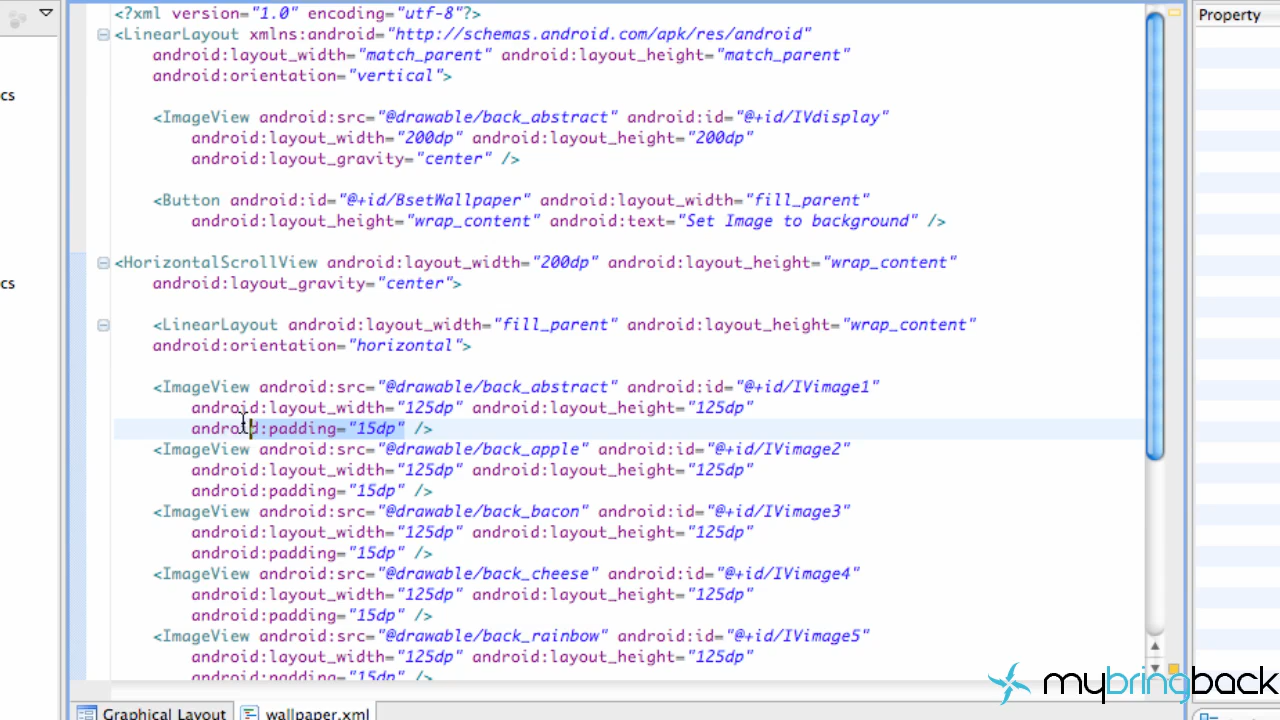 Property
cs
cs
<?xml version="1.0" encoding="utf-8"?>
<LinearLayout xmlns:android="http://schemas.android.com/apk/res/android"
android:layout_width="match_parent" android:layout_height="match_parent"
android:orientation="vertical">
<ImageView android:src="@drawable/back_abstract" android:id="@+id/IVdisplay"
android:layout_width="200dp" android:layout_height="200dp"
android:layout_gravity="center" />
<Button android:id="@+id/BsetWallpaper" android:layout_width="fill_parent"
android:layout_height="wrap_content" android:text="Set Image to background" />
<HorizontalScrollView android:layout_width="200dp" android:layout_height="wrap_content"
android:layout_gravity="center">
<LinearLayout android:layout_width="fill_parent" android:layout_height="wrap_content"
android:orientation="horizontal">
<ImageView android:src="@drawable/back_abstract" android:id="@+id/IVimage1"
android:layout_width="125dp" android:layout_height="125dp"
android:padding="15dp" />
<ImageView android:src="@drawable/back_apple" android:id="@+id/IVimage2"
android:layout_width="125dp" android:layout_height="125dp"
android:padding="15dp" />
<ImageView android:src="@drawable/back_bacon" android:id="@+id/IVimage3"
android:layout_width="125dp" android:layout_height="125dp"
android:padding="15dp" />
<ImageView android:src="@drawable/back_cheese" android:id="@+id/IVimage4"
android:layout_width="125dp" android:layout_height="125dp"
android:padding="15dp" />
<ImageView android:src="@drawable/back_rainbow" android:id="@+id/IVimage5"
android:layout_width="125dp" android:layout_height="125dp"
android:padding="15dp" />
mybringback
Graphical Layout
wallpaper.xml